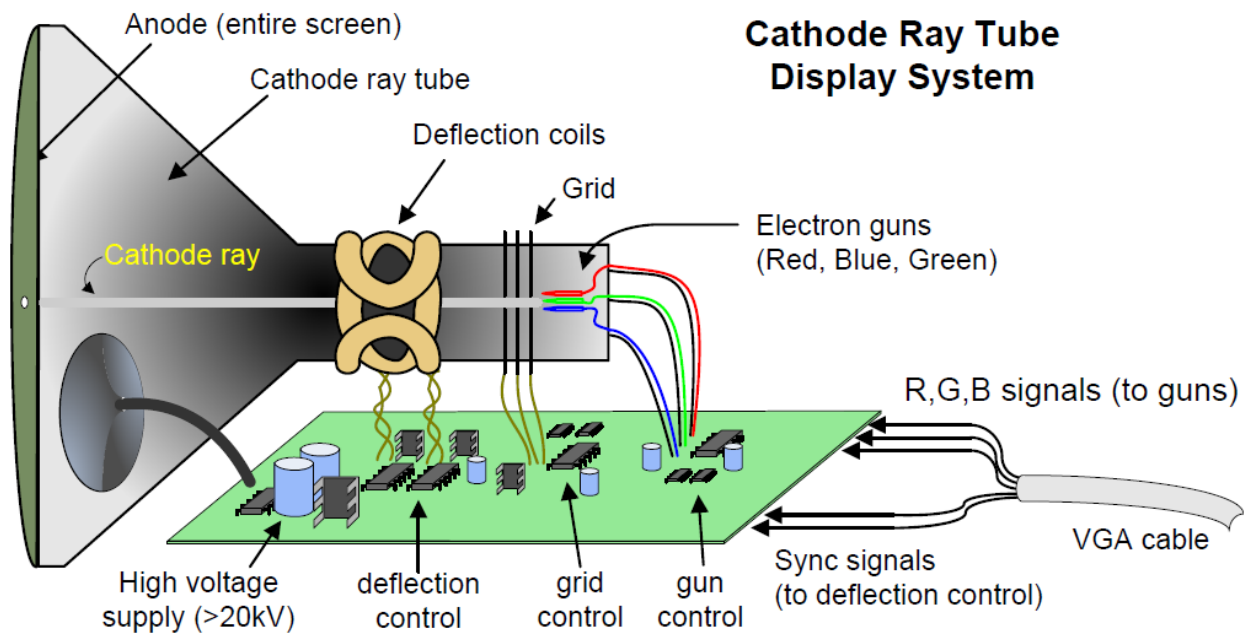 Anode (entire screen)
Cathode Ray Tube
Display System
Cathode ray tube
Deflection coils
Grid
Electron guns
(Red, Blue, Green)
Cathode ray
R,G,B signals (to guns)
VGA cable
Sync signals
(to deflection control)
High voltage
supply (>20kV)
deflection
control
grid
control
gun
control